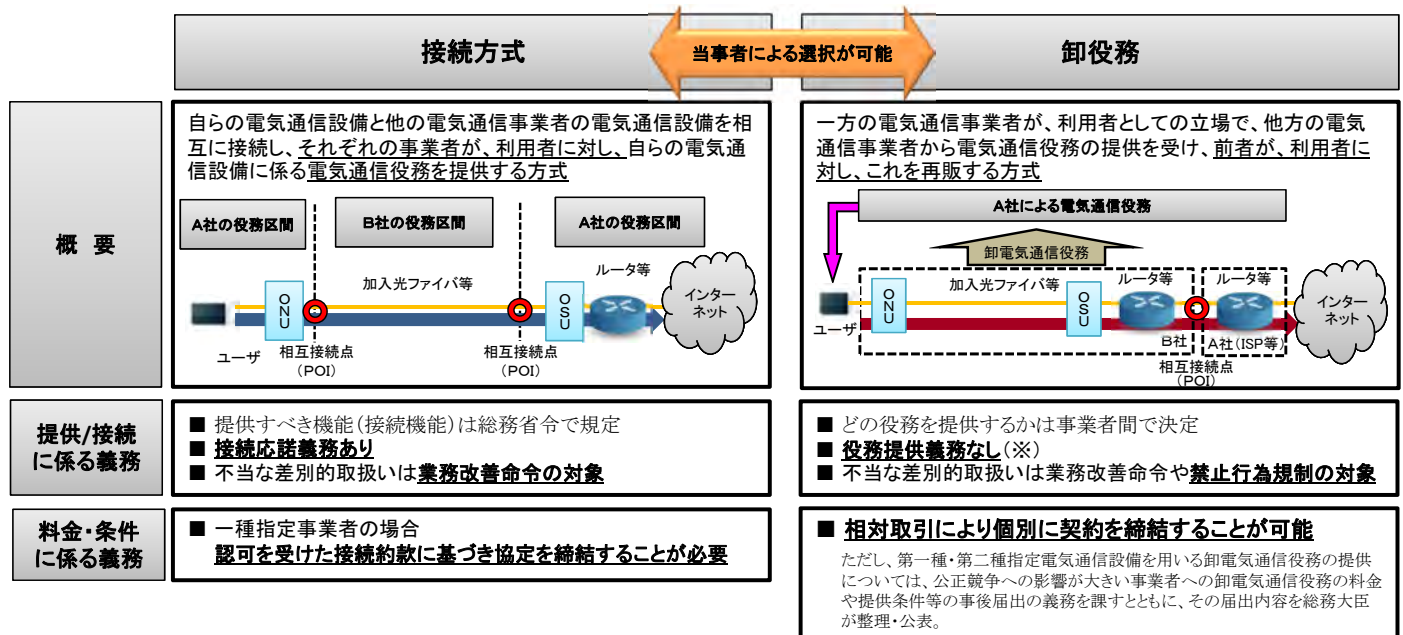 接続方式
当事者による選択が可能
卸役務
概 要
自らの電気通信設備と他の電気通信事業者の電気通信設備を相
互に接続し、それぞれの事業者が、利用者に対し、自らの電気通
信設備に係る電気通信役務を提供する方式
A社の役務区間
B社の役務区間
A社の役務区間
ルータ等
加入光ファイバ等
ONU
OSU
インター
ネット
ユーザ
相互接続点
(POI)
相互接続点
(POI)
一方の電気通信事業者が、利用者としての立場で、他方の電気
通信事業者から電気通信役務の提供を受け、前者が、利用者に
対し、これを再販する方式
A社による電気通信役務
卸電気通信役務
加入光ファイバ等
ルータ等
ルータ等
ONU
OSU
インター
ネット
ユーザ
B社
A社(ISP等)
相互接続点
(POI)
提供/接続
に係る義務
■ 提供すべき機能(接続機能)は総務省令で規定
■ 接続応諾義務あり
■ 不当な差別的取扱いは業務改善命令の対象
■ どの役務を提供するかは事業者間で決定
■ 役務提供義務なし(※)
■ 不当な差別的取扱いは業務改善命令や禁止行為規制の対象
料金・条件
に係る義務
■ 一種指定事業者の場合
認可を受けた接続約款に基づき協定を締結することが必要
■ 相対取引により個別に契約を締結することが可能
ただし、第一種・第二種指定電気通信設備を用いる卸電気通信役務の提供
については、公正競争への影響が大きい事業者への卸電気通信役務の料金
や提供条件等の事後届出の義務を課すとともに、その届出内容を総務大臣
が整理・公表。